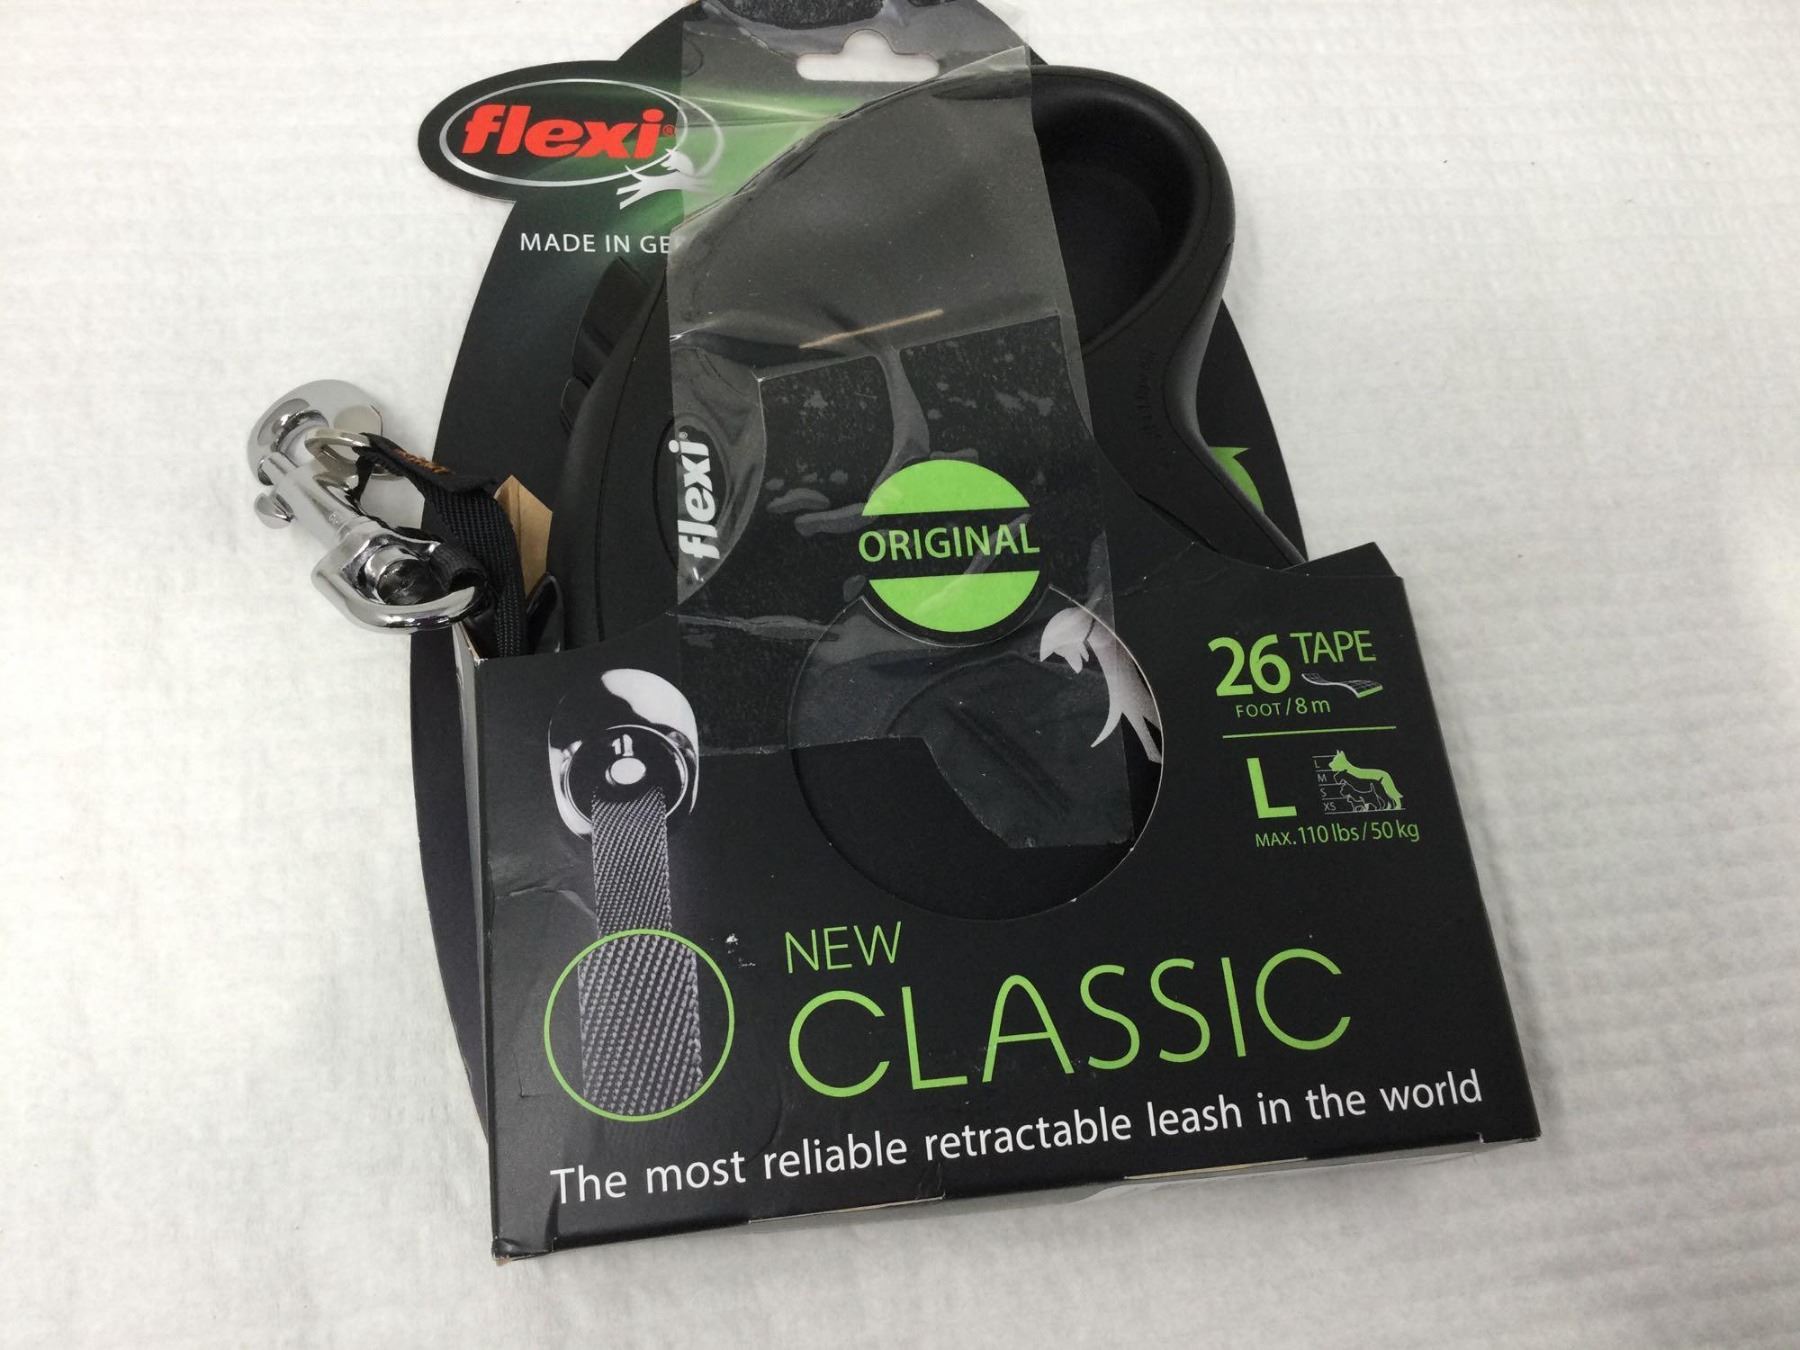 flexi®
MADE IN GE
flexi®
ORIGINAL
26 TAPE
FOOT/8 m
L
L
M
S
XS
MAX. 110 lbs/50 kg
NEW
CLASSIC
The most reliable retractable leash in the world